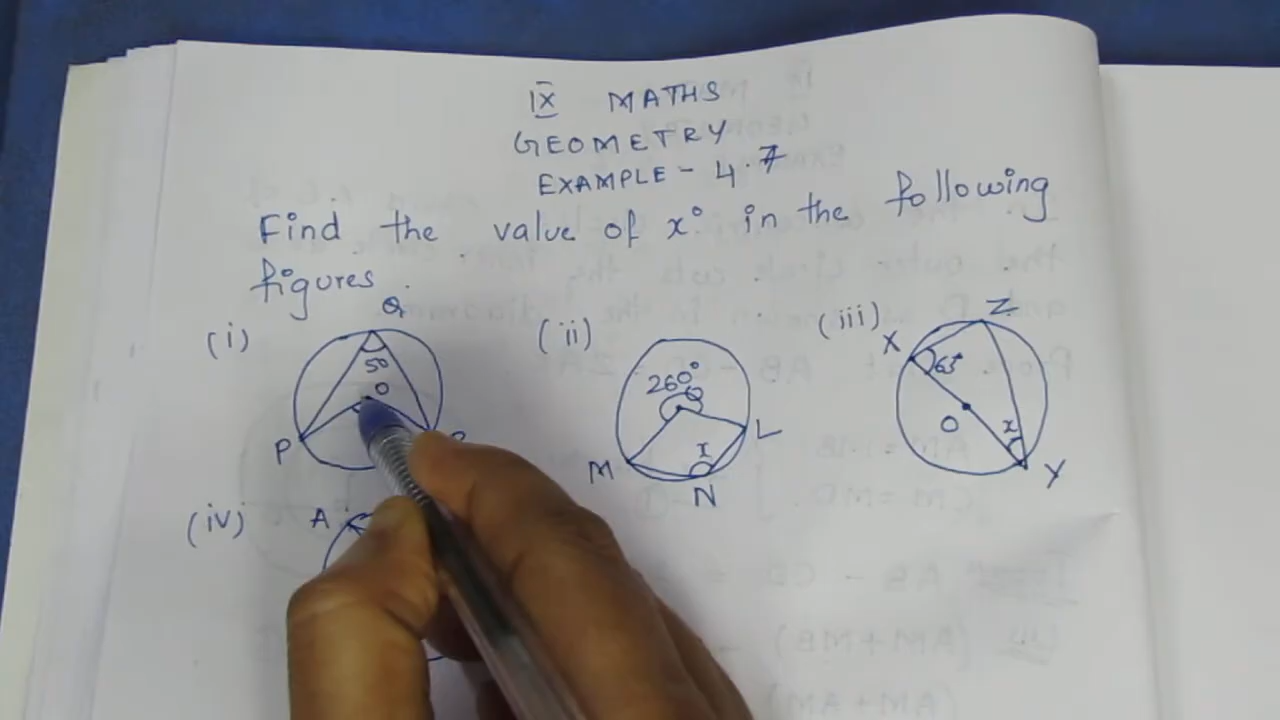 IX MATHS
GEOMETRY
EXAMPLE - 4.7
Find the value of x° in the following
figures
(i) Q 50 O P
(ii) 260° O M L x N
(iii) X Z 63° O x Y
(iv) A